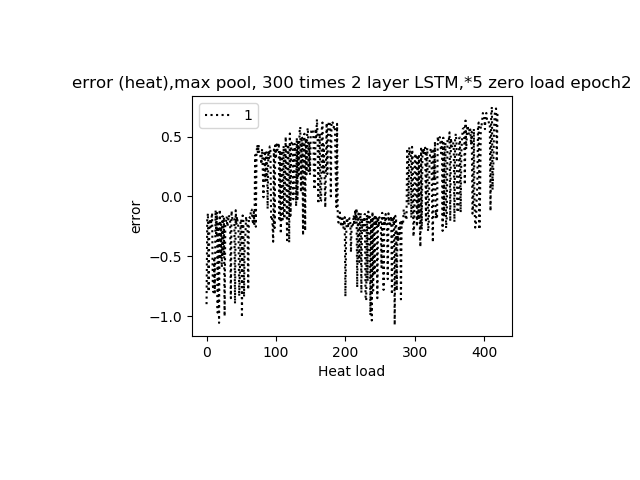 error (heat),max pool, 300 times 2 layer LSTM,*5 zero load epoch2
1
0.5
0.0
−0.5
−1.0
error
0 100 200 300 400
Heat load